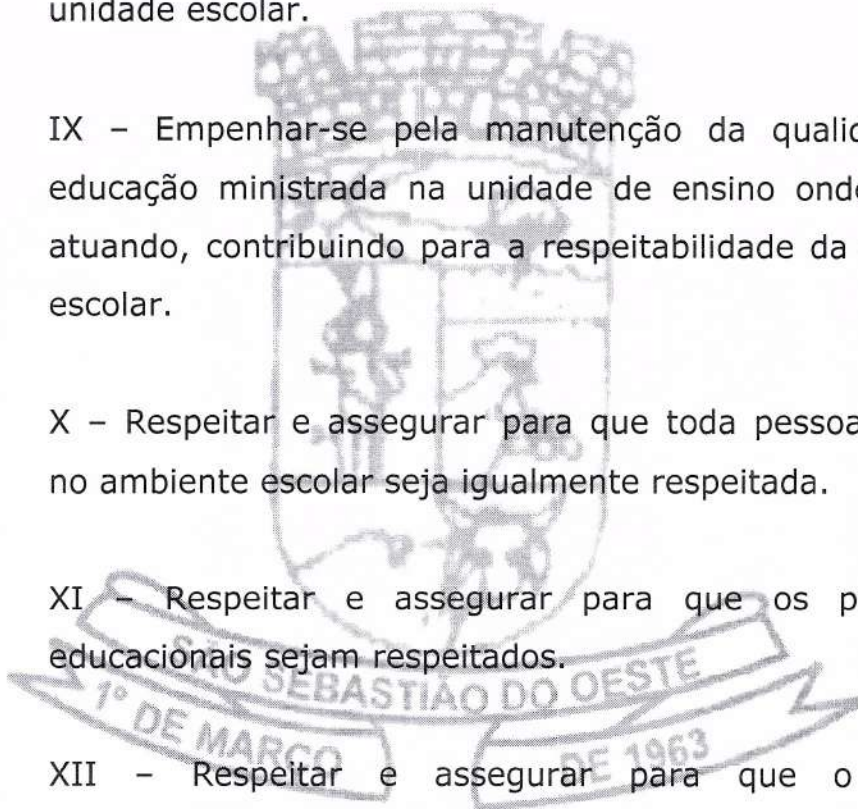 unidade escolar.
IX – Empenhar-se pela manutenção da
educação ministrada na unidade de ensino
atuando, contribuindo para a respeitabilidade da
escolar.
X – Respeitar e assegurar para que toda pessoa
no ambiente escolar seja igualmente respeitada.
XI – Respeitar e assegurar para que os
educacionais sejam respeitados.
SÃO SEBASTIÃO DO OESTE
1º DE MARÇO DE 1963
XII – Respeitar e assegurar para que o